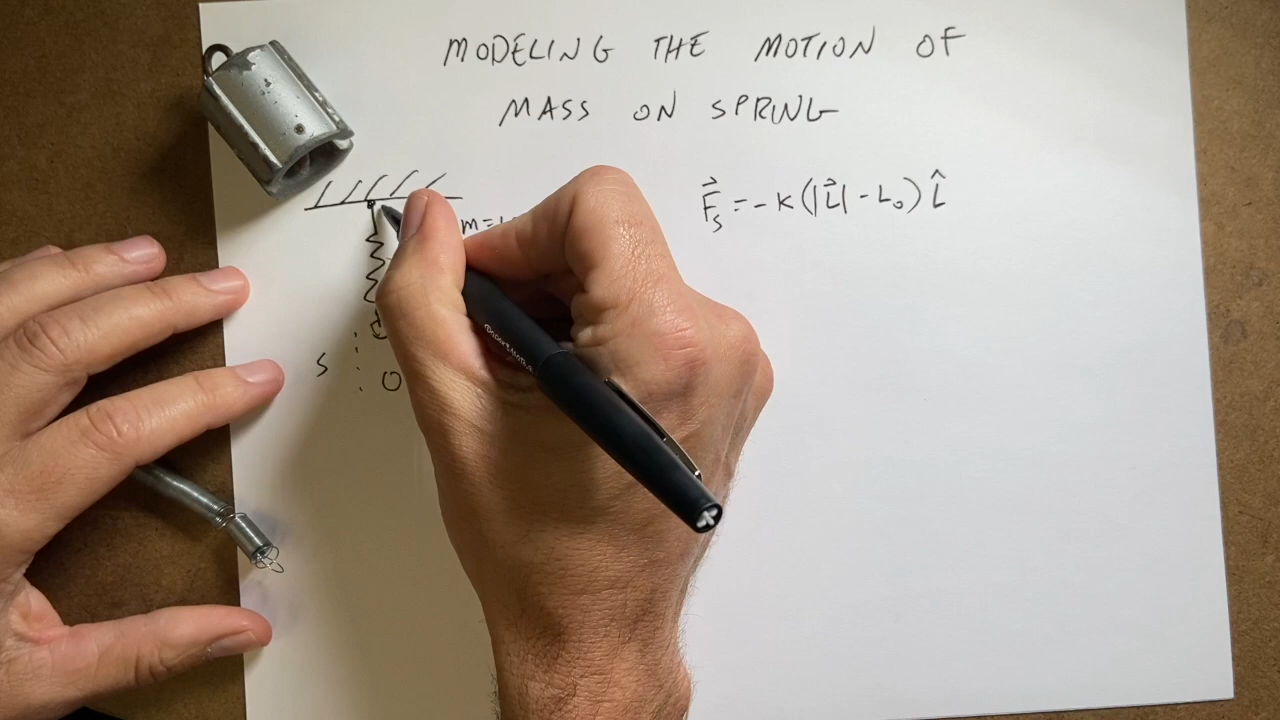 MODELING THE MOTION OF
MASS ON SPRING
F⃗s = -K(|L⃗| - L₀) L̂
m =
S
O